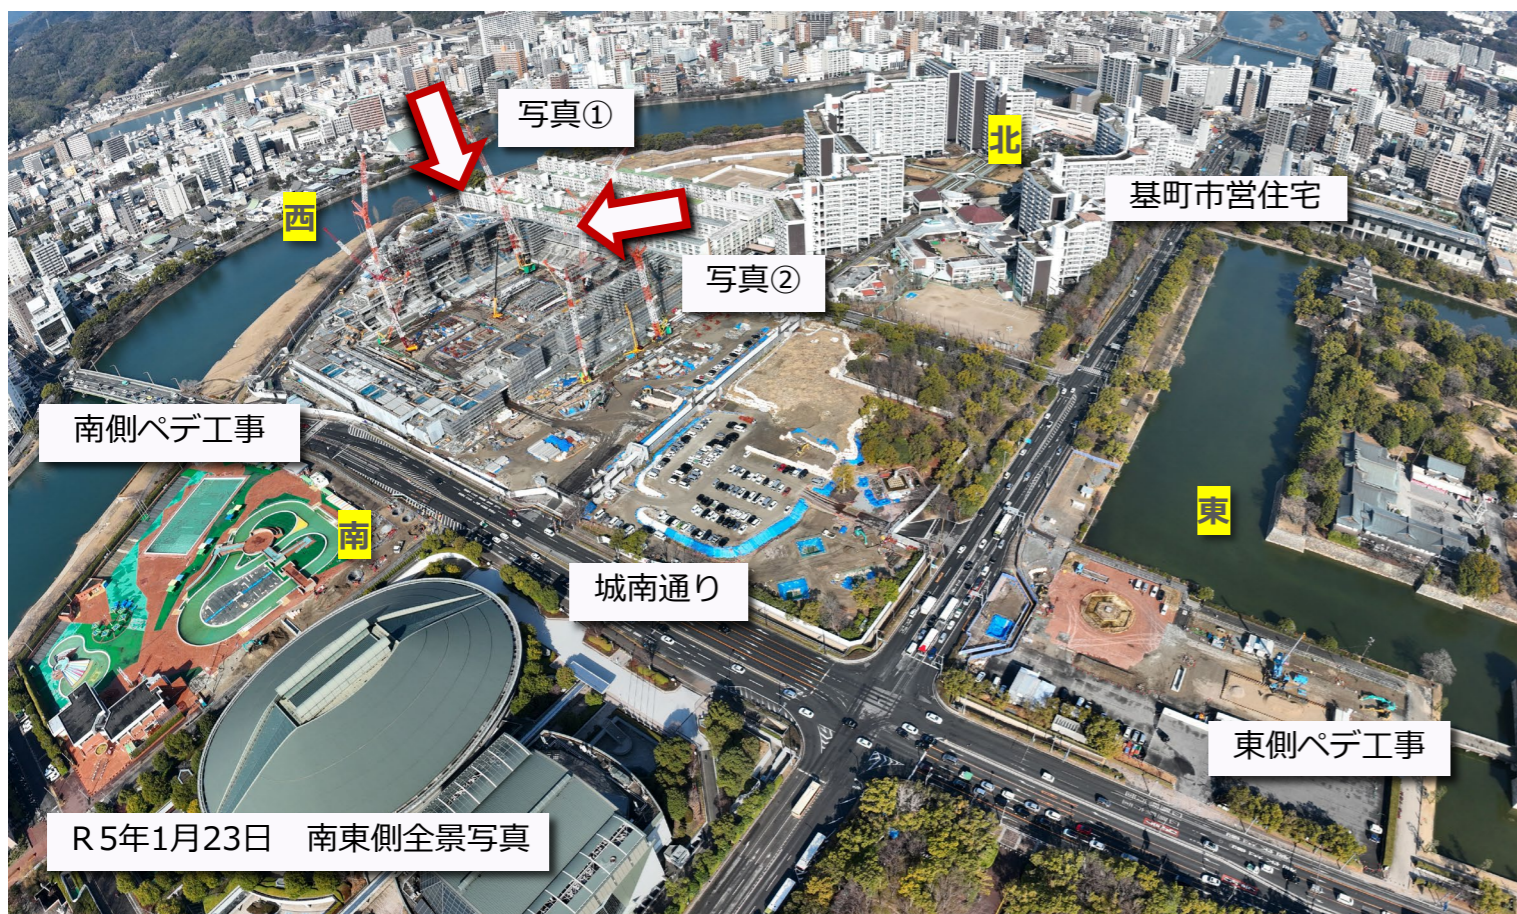 写真①
北
基町市営住宅
西
写真②
南側ペデ工事
東
南
城南通り
東側ペデ工事
R5年1月23日　南東側全景写真